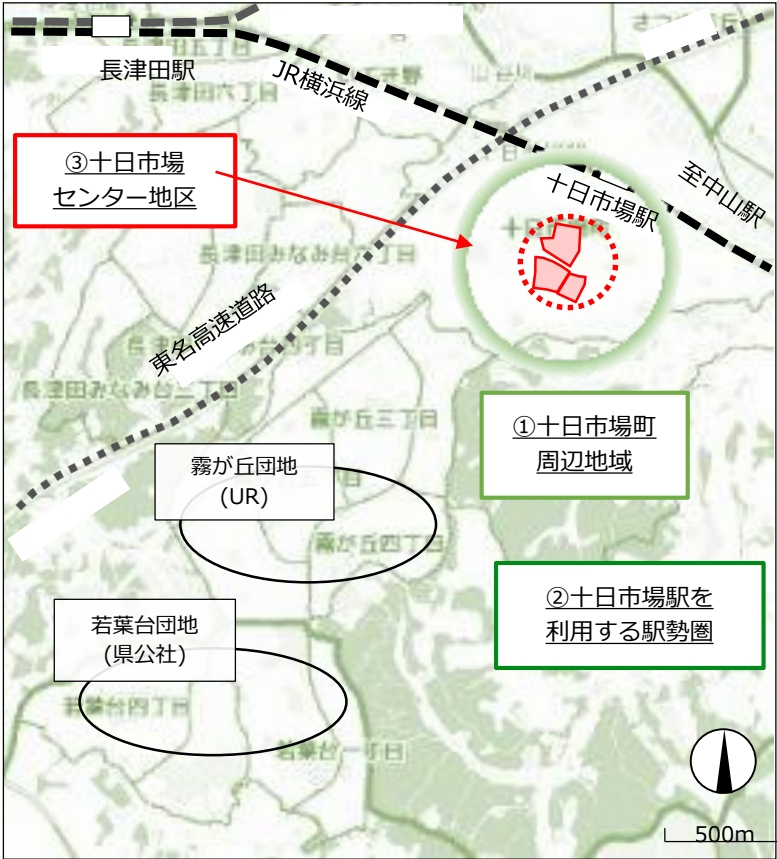 長津田駅
長津田六丁目
JR横浜線
③十日市場
センター地区
十日市場駅
至中山駅
長津田みなみ台六丁目
東名高速道路
長津田みなみ台二丁目
霧が丘三丁目
①十日市場町
周辺地域
霧が丘団地
(UR)
霧が丘四丁目
②十日市場駅を
利用する駅勢圏
若葉台団地
(県公社)
若葉台四丁目
若葉台一丁目
500m